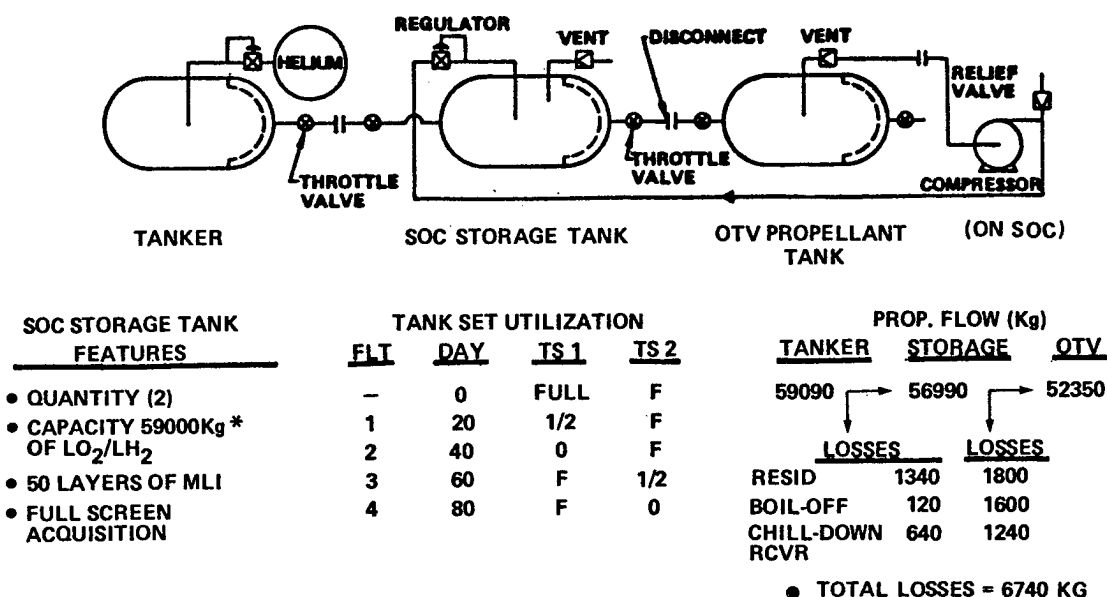 REGULATOR
VENT
DISCONNECT
VENT
HELIUM
RELIEF
VALVE
THROTTLE
VALVE
THROTTLE
VALVE
COMPRESSOR
TANKER
SOC STORAGE TANK
OTV PROPELLANT
TANK
(ON SOC)
SOC STORAGE TANK
FEATURES
• QUANTITY (2)
• CAPACITY 59000Kg *
OF LO2/LH2
• 50 LAYERS OF MLI
• FULL SCREEN
ACQUISITION
TANK SET UTILIZATION
FLT DAY TS 1 TS 2
– 0 FULL F
1 20 1/2 F
2 40 0 F
3 60 F 1/2
4 80 F 0
PROP. FLOW (Kg)
TANKER STORAGE OTV
59090 56990 52350
LOSSES LOSSES
RESID 1340 1800
BOIL-OFF 120 1600
CHILL-DOWN 640 1240
RCVR
• TOTAL LOSSES = 6740 KG